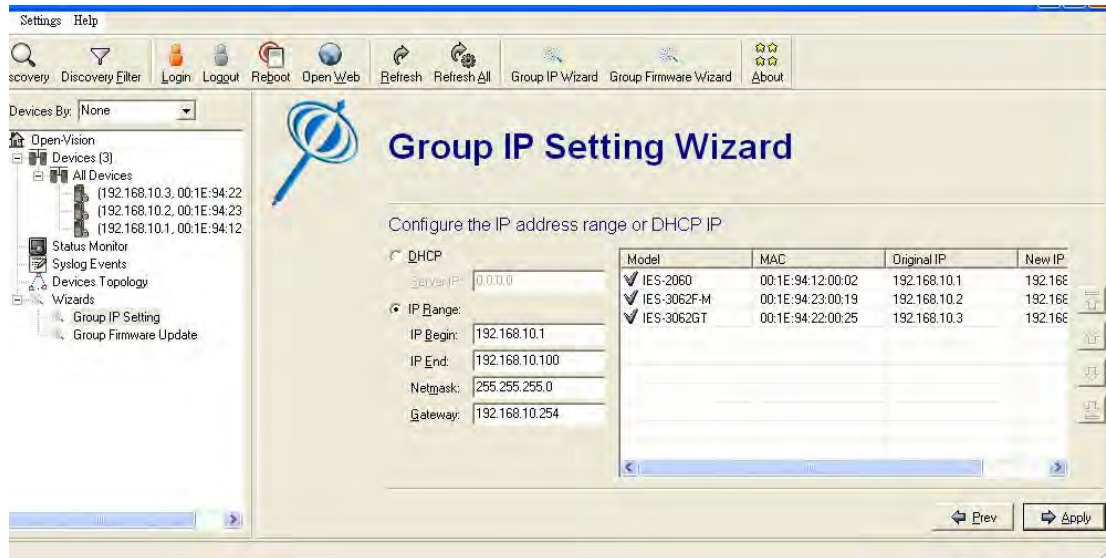 Settings Help
scovery Discovery Filter Login Logout Reboot Open Web Refresh Refresh All Group IP Wizard Group Firmware Wizard About
Devices By: None
Open-Vision
Devices (3)
All Devices
(192.168.10.3, 00:1E:94:22
(192.168.10.2, 00:1E:94:23
(192.168.10.1, 00:1E:94:12
Status Monitor
Syslog Events
Devices Topology
Wizards
Group IP Setting
Group Firmware Update
Group IP Setting Wizard
Configure the IP address range or DHCP IP
DHCP
Server IP: 0.0.0.0
IP Range:
IP Begin: 192.168.10.1
IP End: 192.168.10.100
Netmask: 255.255.255.0
Gateway: 192.168.10.254
Model MAC Original IP New IP
IES-2060 00:1E:94:12:00:02 192.168.10.1 192.168
IES-3062F-M 00:1E:94:23:00:19 192.168.10.2 192.168
IES-3062GT 00:1E:94:22:00:25 192.168.10.3 192.168
Prev Apply